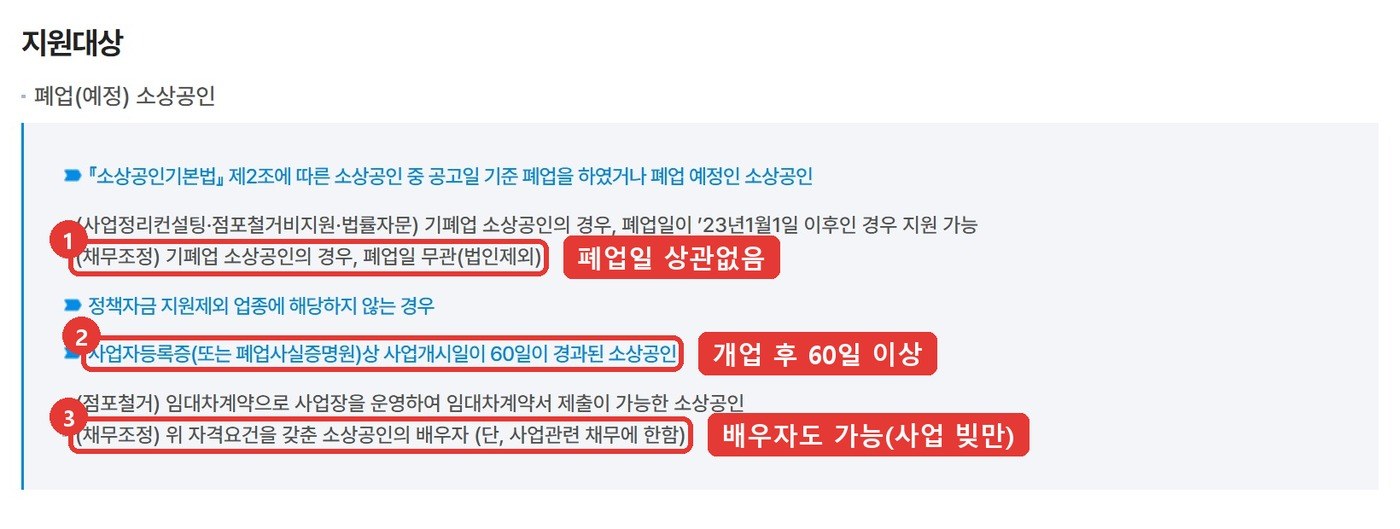 지원대상
폐업(예정) 소상공인
『소상공인기본법』 제2조에 따른 소상공인 중 공고일 기준 폐업을 하였거나 폐업 예정인 소상공인
(사업정리컨설팅·점포철거비지원·법률자문) 기폐업 소상공인의 경우, 폐업일이 ’23년1월1일 이후인 경우 지원 가능
1 (채무조정) 기폐업 소상공인의 경우, 폐업일 무관(법인제외) 폐업일 상관없음
정책자금 지원제외 업종에 해당하지 않는 경우
2 사업자등록증(또는 폐업사실증명원)상 사업개시일이 60일이 경과된 소상공인 개업 후 60일 이상
(점포철거) 임대차계약으로 사업장을 운영하여 임대차계약서 제출이 가능한 소상공인
3 (채무조정) 위 자격요건을 갖춘 소상공인의 배우자 (단, 사업관련 채무에 한함) 배우자도 가능(사업 빚만)